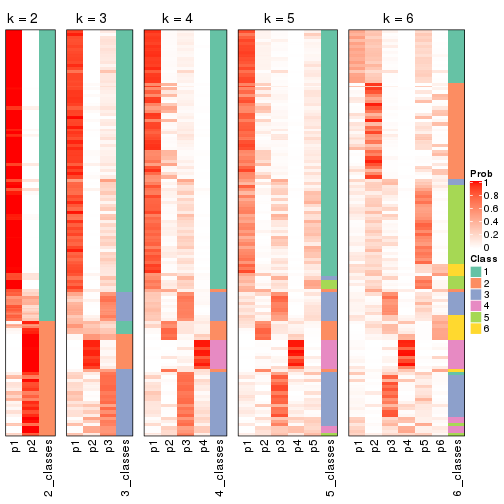 k = 2
k = 3
k = 4
k = 5
k = 6
Prob
1
0.8
0.6
0.4
0.2
0
Class
1
2
3
4
5
6
p1
p2
2_classes
p1
p2
p3
3_classes
p1
p2
p3
p4
4_classes
p1
p2
p3
p4
p5
5_classes
p1
p2
p3
p4
p5
p6
6_classes